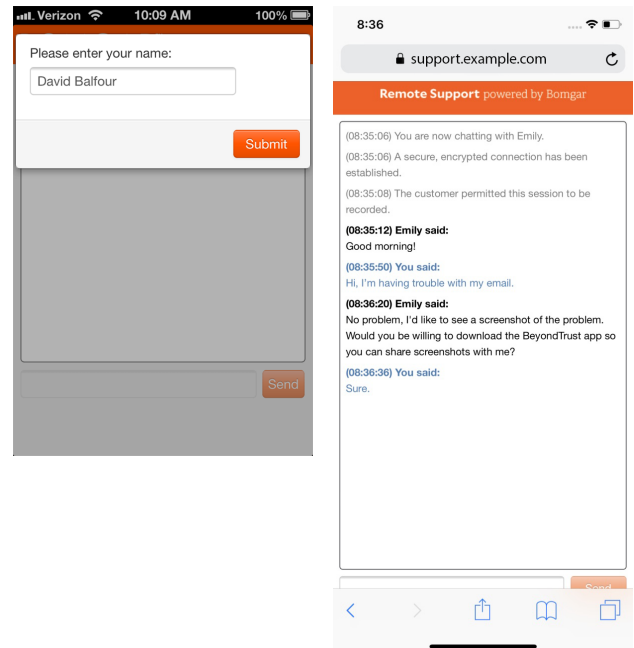 Verizon 10:09 AM 100%
Please enter your name:
David Balfour
Submit
Send
8:36
support.example.com
Remote Support powered by Bomgar
(08:35:06) You are now chatting with Emily.
(08:35:06) A secure, encrypted connection has been
established.
(08:35:08) The customer permitted this session to be
recorded.
(08:35:12) Emily said:
Good morning!
(08:35:50) You said:
Hi, I'm having trouble with my email.
(08:36:20) Emily said:
No problem, I'd like to see a screenshot of the problem.
Would you be willing to download the BeyondTrust app so
you can share screenshots with me?
(08:36:36) You said:
Sure.
Send